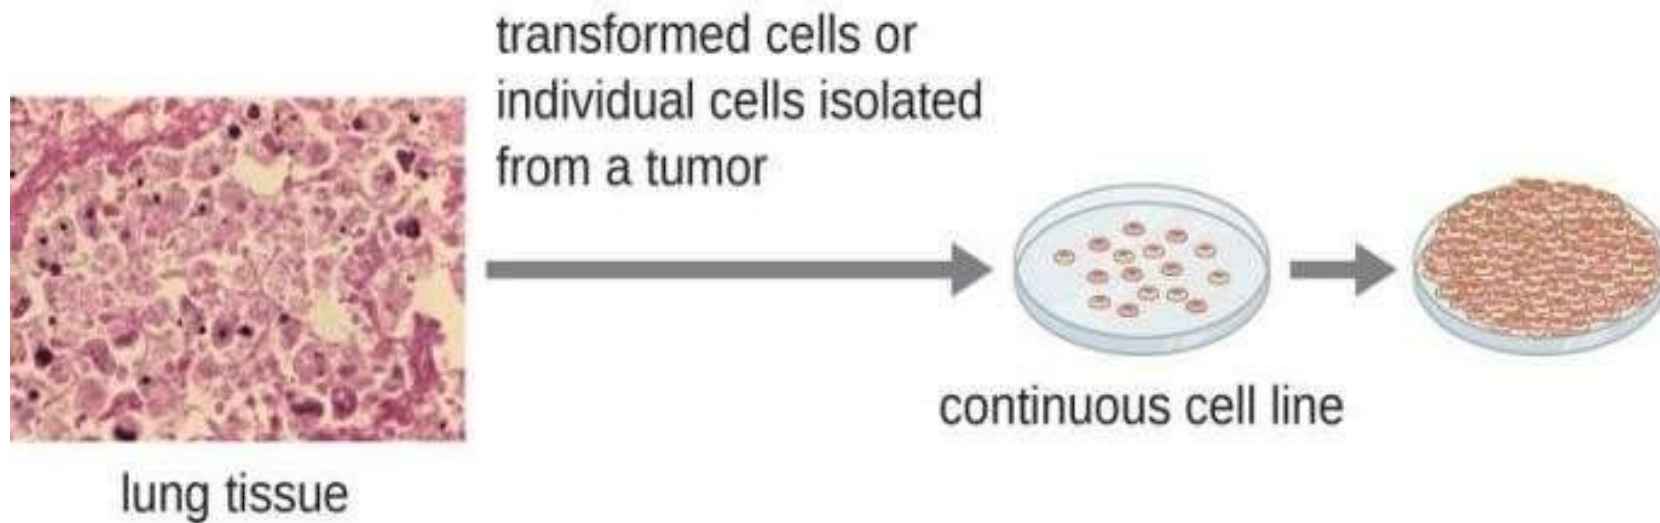 transformed cells or
individual cells isolated
from a tumor
continuous cell line
lung tissue